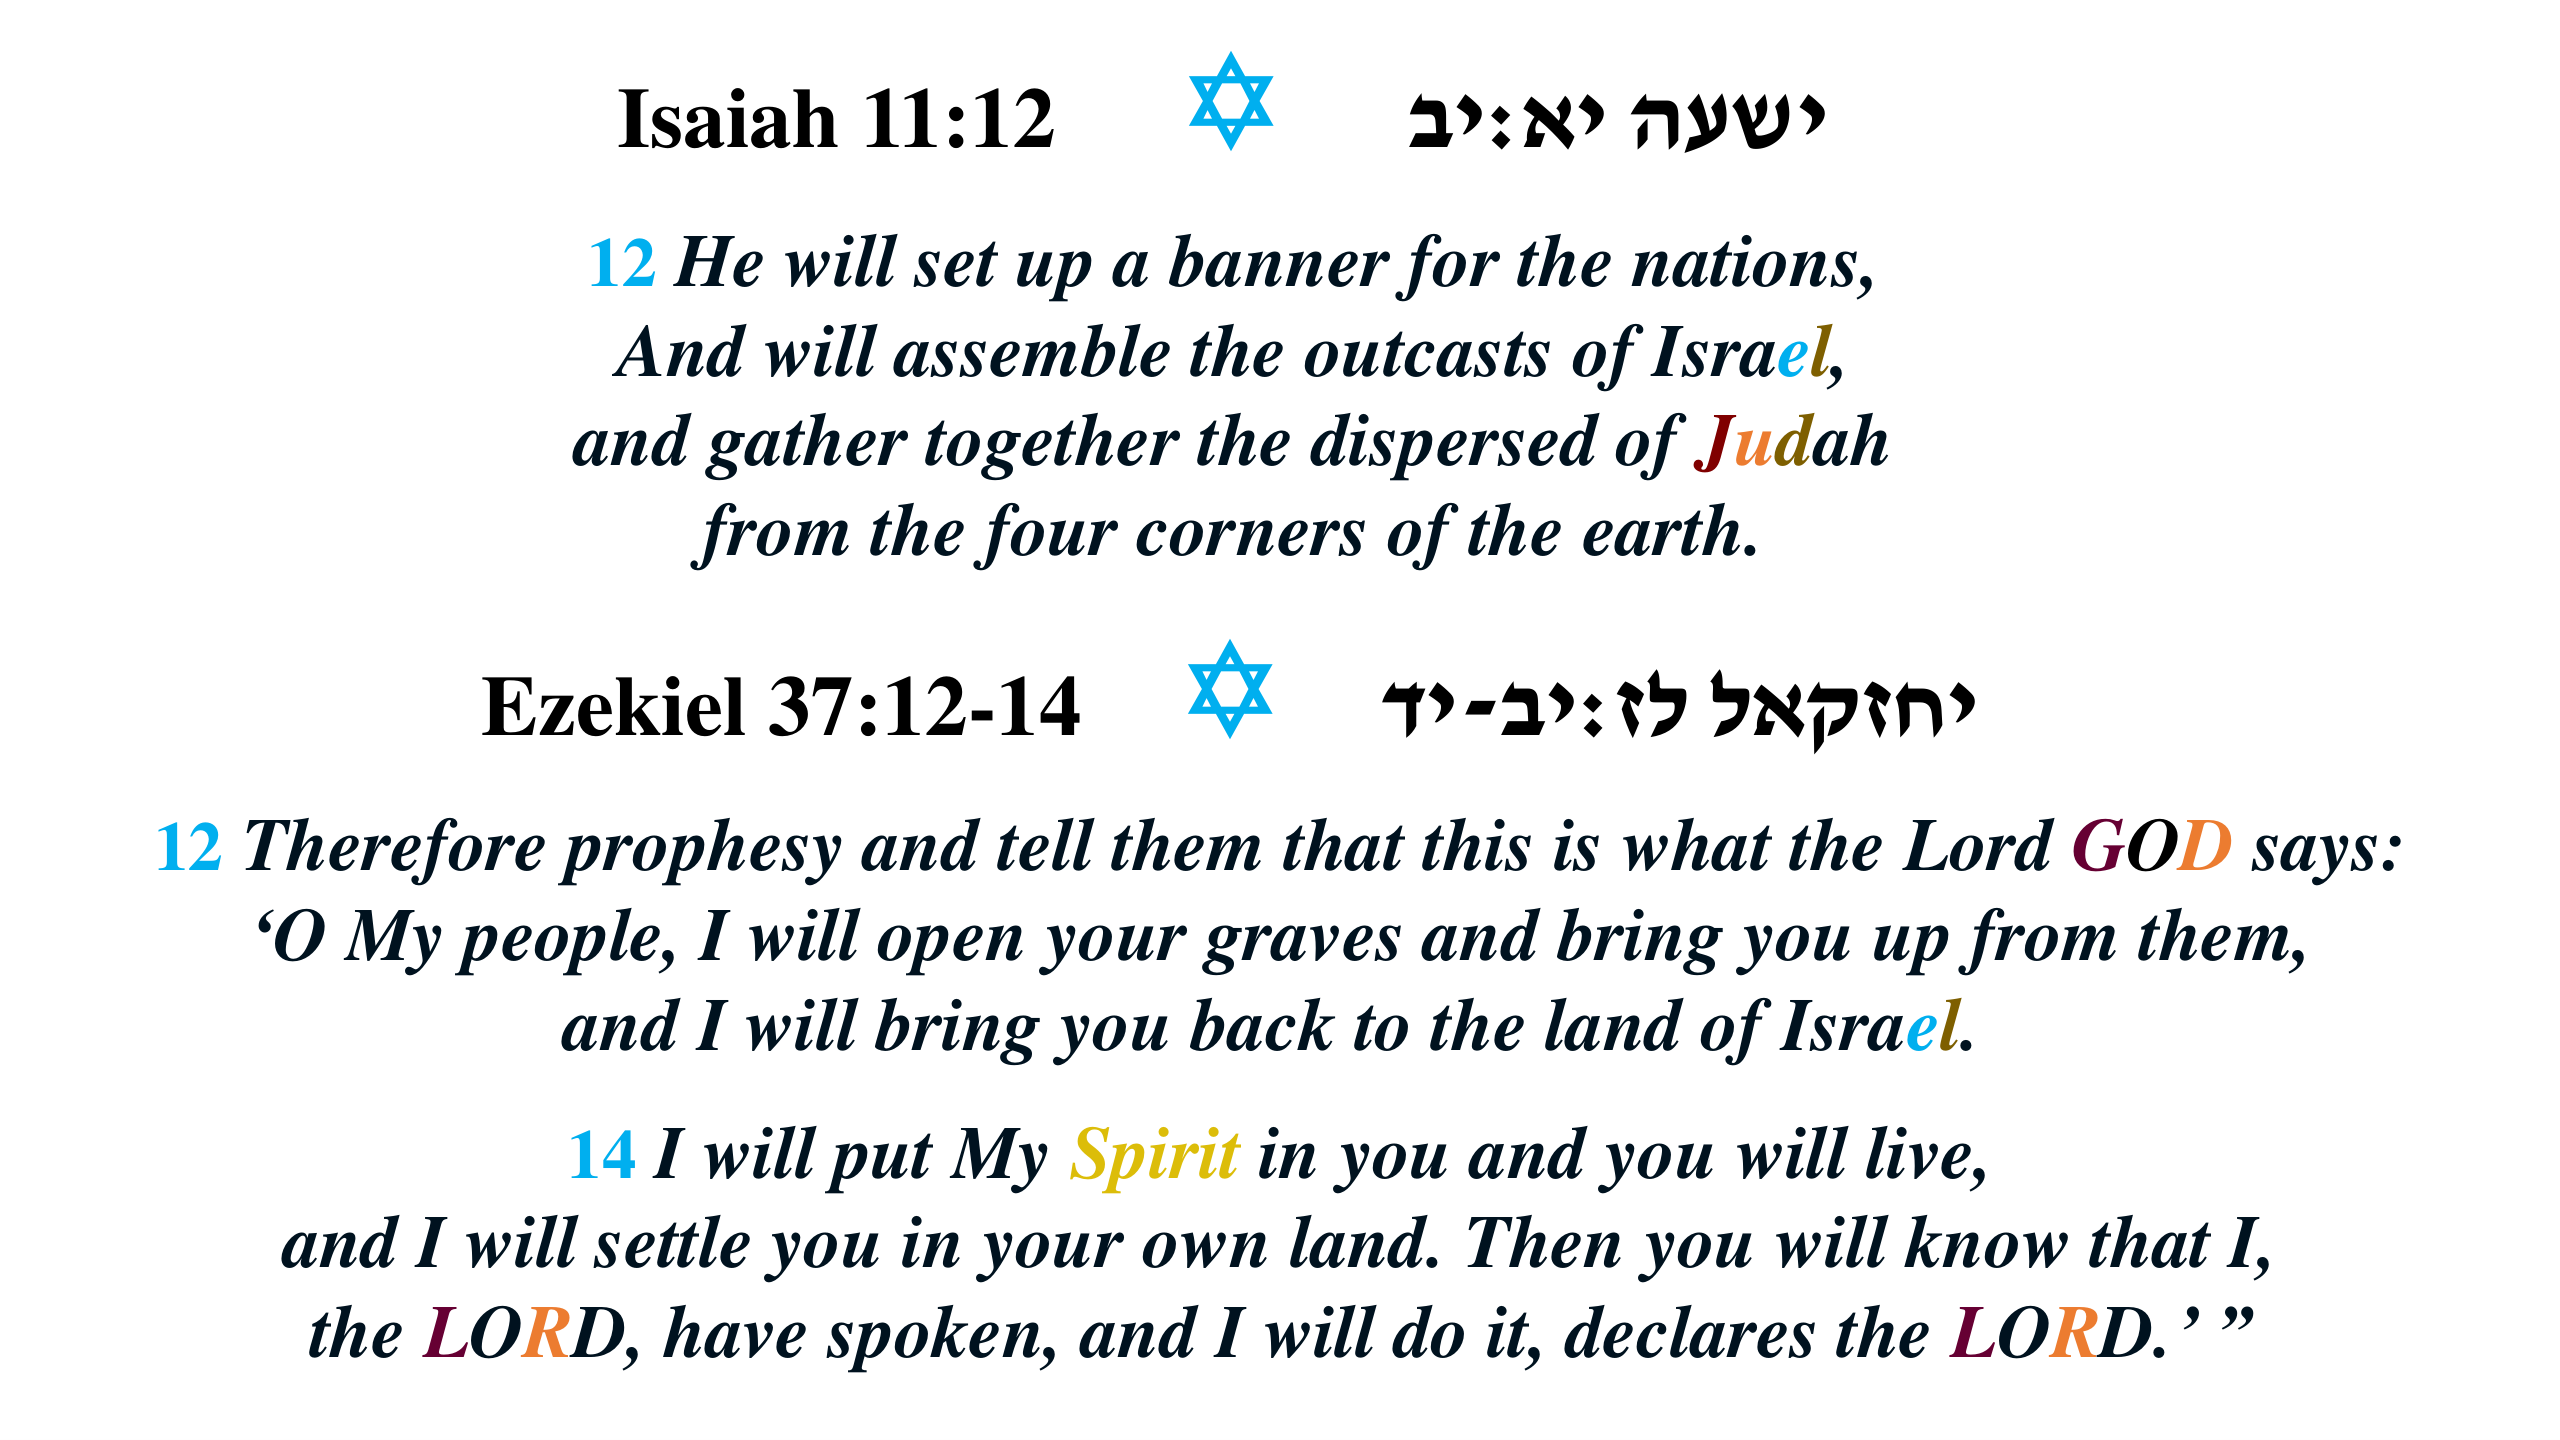 Isaiah 11:12 ✡ ישעה יא:יב
12 He will set up a banner for the nations,
And will assemble the outcasts of Israel,
and gather together the dispersed of Judah
from the four corners of the earth.
Ezekiel 37:12-14 ✡ יחזקאל לז:יב-יד
12 Therefore prophesy and tell them that this is what the Lord GOD says:
‘O My people, I will open your graves and bring you up from them,
and I will bring you back to the land of Israel.
14 I will put My Spirit in you and you will live,
and I will settle you in your own land. Then you will know that I,
the LORD, have spoken, and I will do it, declares the LORD.’ ”